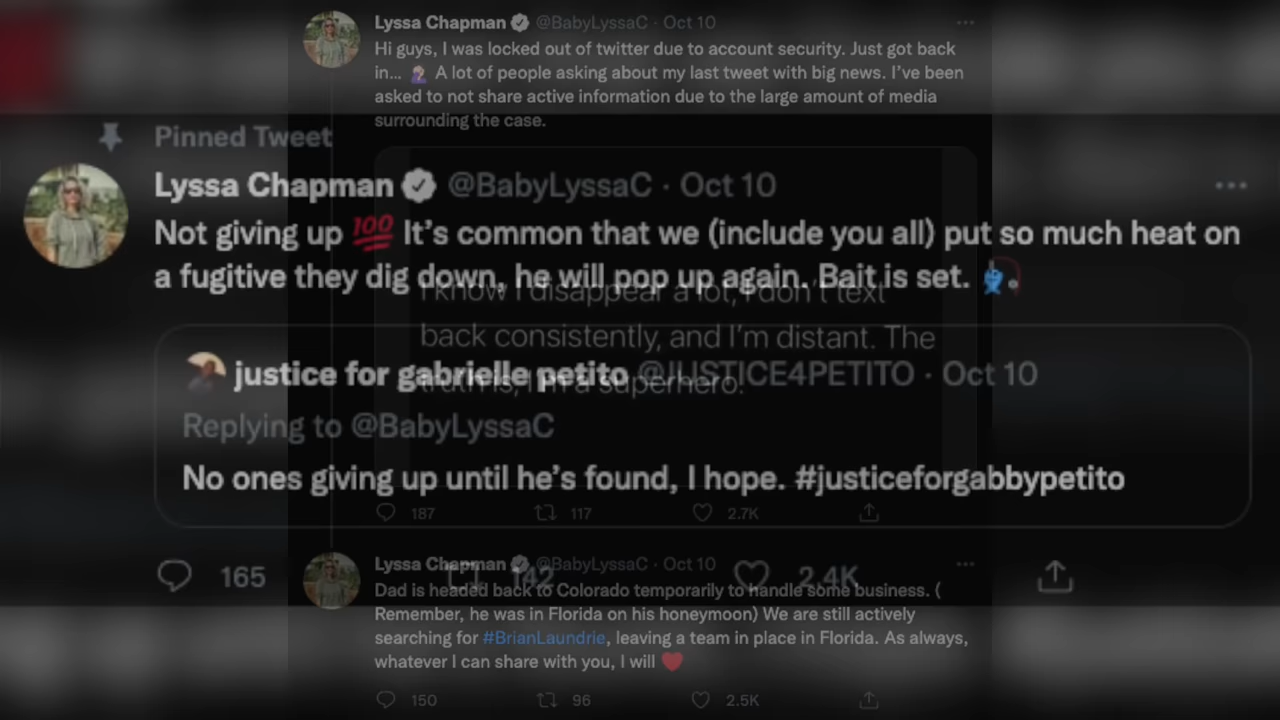 Lyssa Chapman @BabyLyssaC · Oct 10
Hi guys, I was locked out of twitter due to account security. Just got back
in... 🤦🏼‍♀️ A lot of people asking about my last tweet with big news. I've been
asked to not share active information due to the large amount of media
surrounding the case.
Pinned Tweet
Lyssa Chapman @BabyLyssaC · Oct 10
Not giving up 💯 It's common that we (include you all) put so much heat on
a fugitive they dig down, he will pop up again. Bait is set. 🎣
I know I disappear a lot, I don't text
back consistently, and I'm distant. The
truth is, I'm a superhero.
justice for gabrielle petito @JUSTICE4PETITO · Oct 10
Replying to @BabyLyssaC
No ones giving up until he's found, I hope. #justiceforgabbypetito
187 117 2.7K
165 142 2.4K
Lyssa Chapman @BabyLyssaC · Oct 10
Dad is headed back to Colorado temporarily to handle some business. (
Remember, he was in Florida on his honeymoon) We are still actively
searching for #BrianLaundrie, leaving a team in place in Florida. As always,
whatever I can share with you, I will ❤️
150 96 2.5K